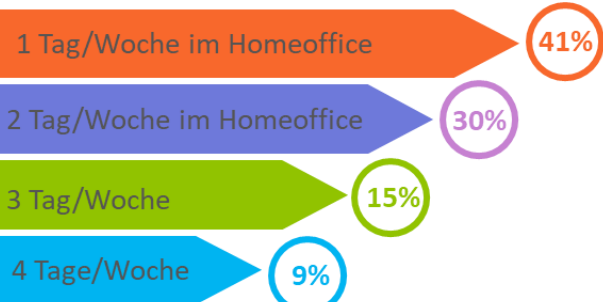 1 Tag/Woche im Homeoffice 41%
2 Tag/Woche im Homeoffice 30%
3 Tag/Woche 15%
4 Tage/Woche 9%